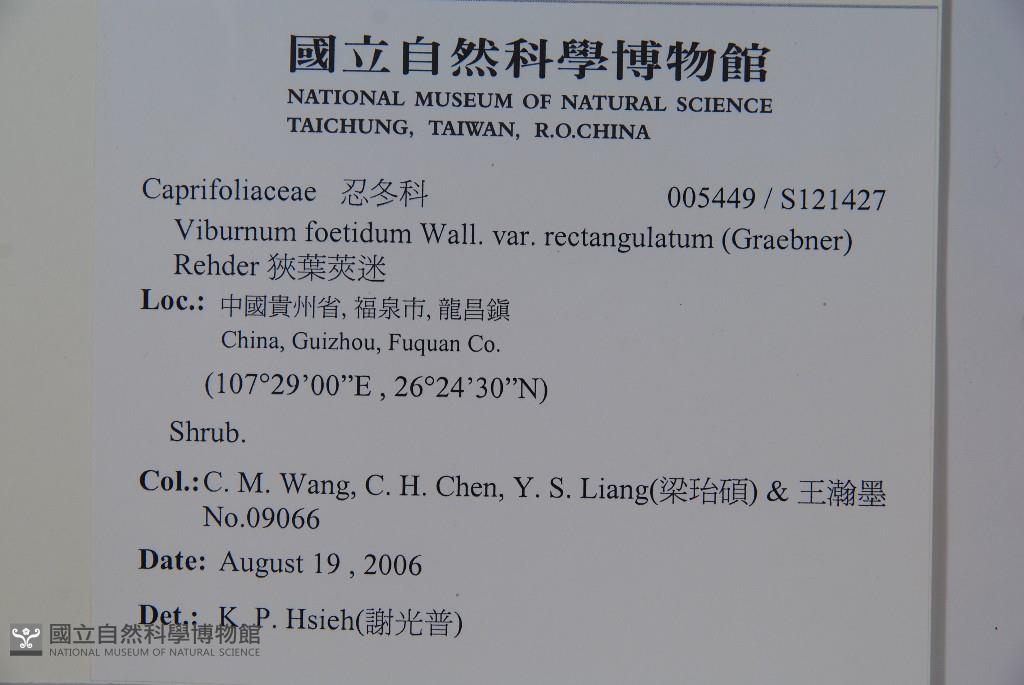 國立自然科學博物館
NATIONAL MUSEUM OF NATURAL SCIENCE
TAICHUNG, TAIWAN, R.O.CHINA
Caprifoliaceae 忍冬科 005449 / S121427
Viburnum foetidum Wall. var. rectangulatum (Graebner)
Rehder 狹葉莢迷
Loc.: 中國貴州省, 福泉市, 龍昌鎮
China, Guizhou, Fuquan Co.
(107°29’00”E , 26°24’30”N)
Shrub.
Col.: C. M. Wang, C. H. Chen, Y. S. Liang(梁珆碩) & 王瀚墨
No.09066
Date: August 19 , 2006
Det.: K. P. Hsieh(謝光普)
國立自然科學博物館
NATIONAL MUSEUM OF NATURAL SCIENCE